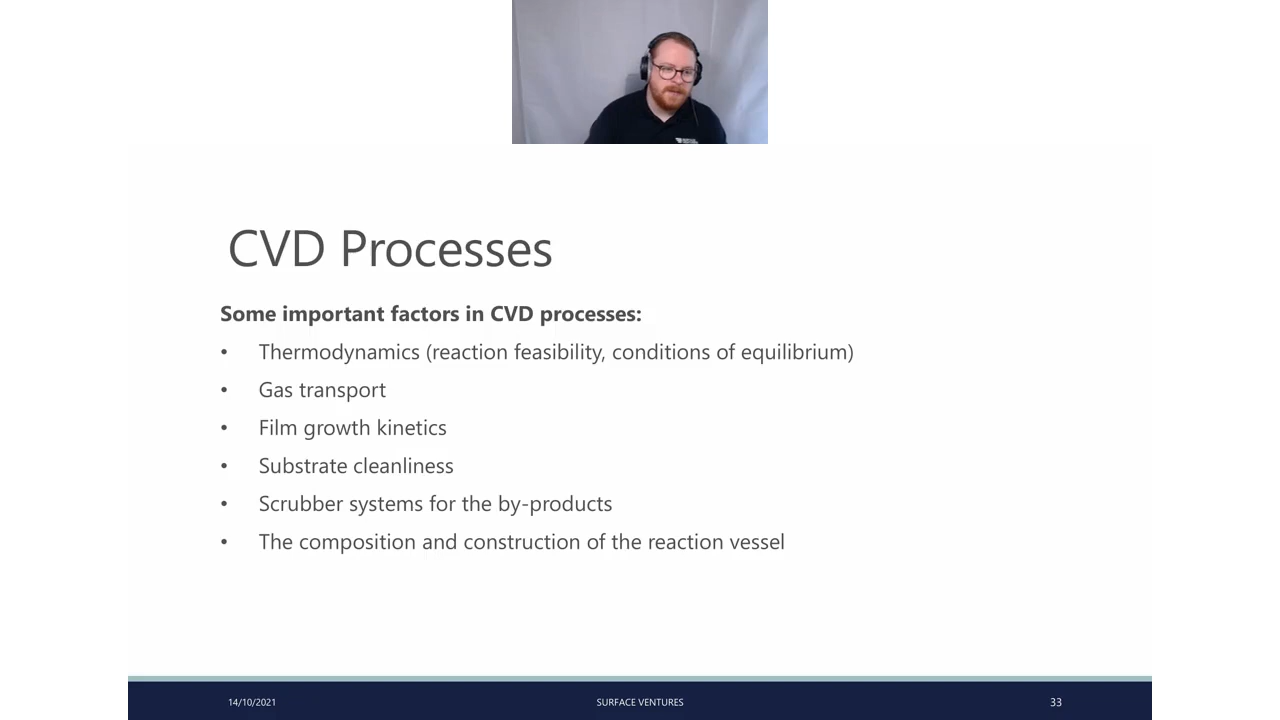 CVD Processes
Some important factors in CVD processes:
• Thermodynamics (reaction feasibility, conditions of equilibrium)
• Gas transport
• Film growth kinetics
• Substrate cleanliness
• Scrubber systems for the by-products
• The composition and construction of the reaction vessel
14/10/2021 SURFACE VENTURES 33